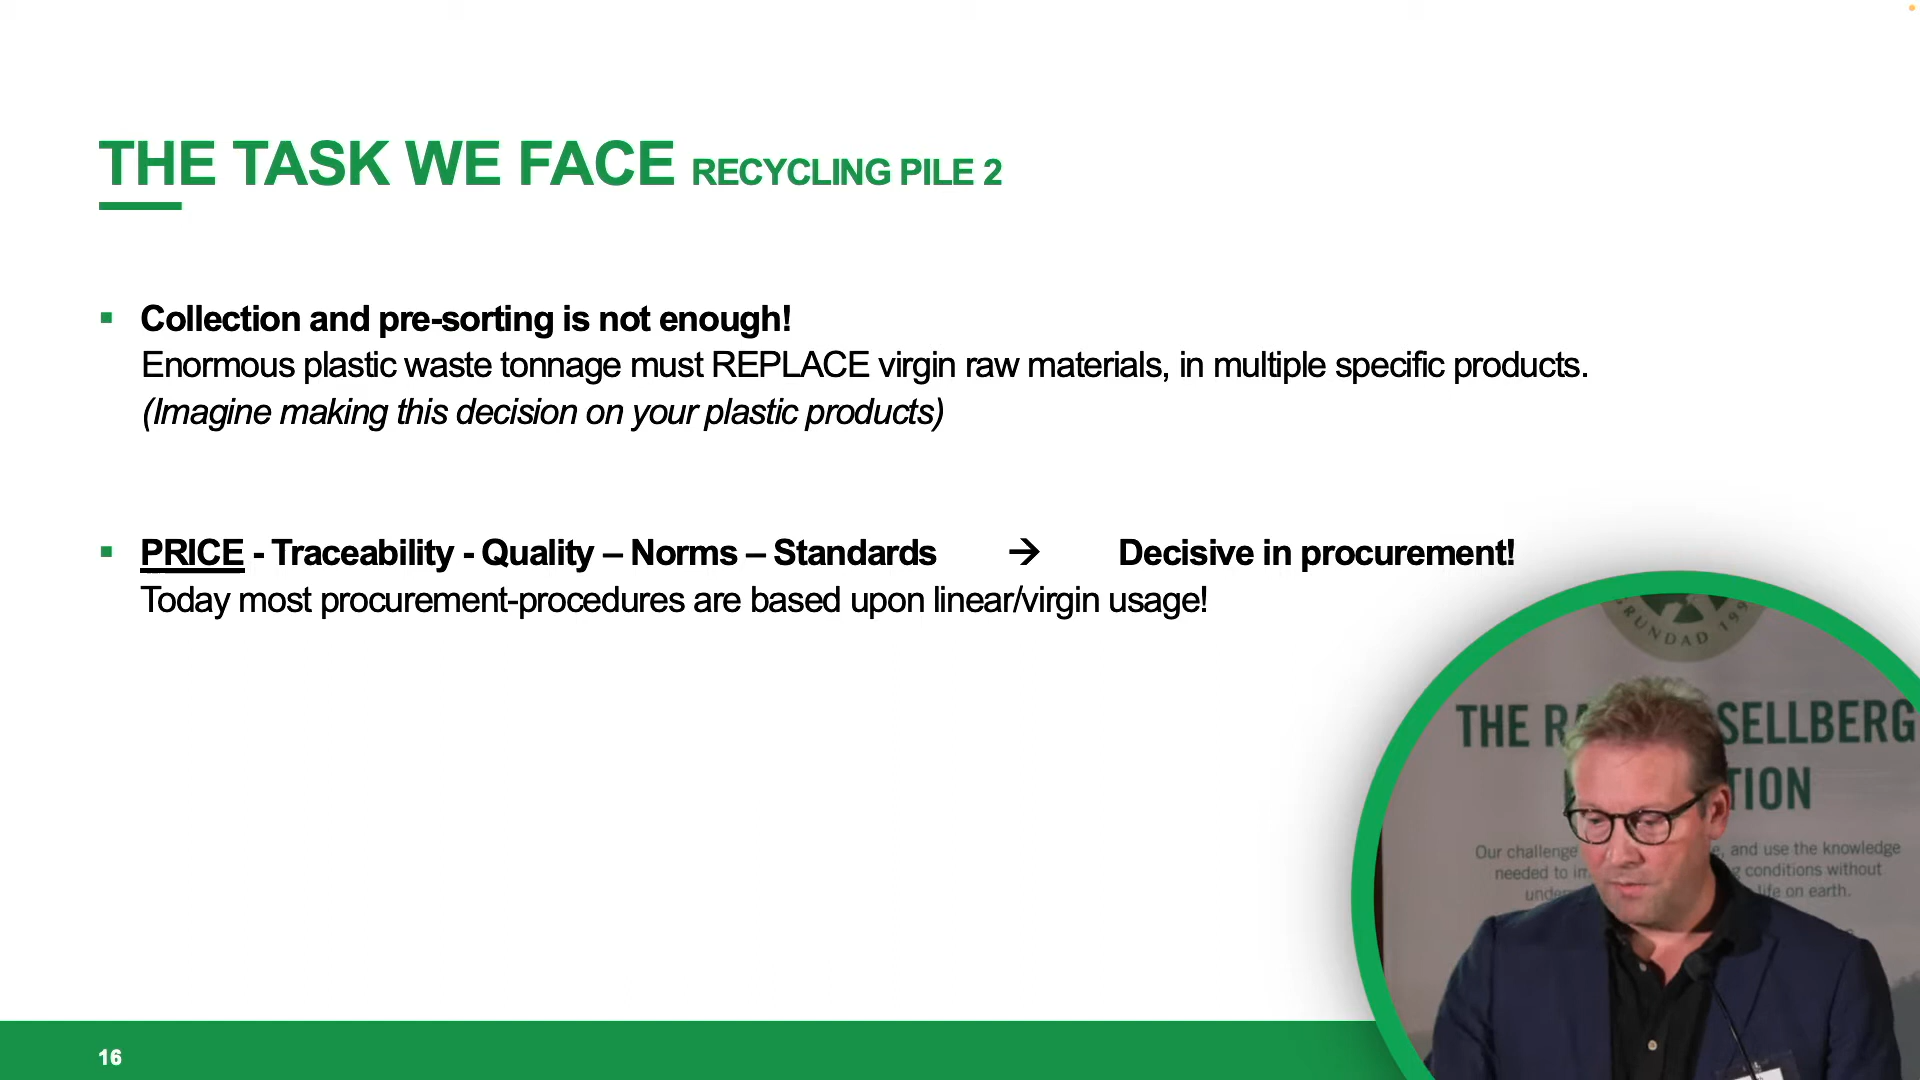 THE TASK WE FACE RECYCLING PILE 2
▪ Collection and pre-sorting is not enough!
Enormous plastic waste tonnage must REPLACE virgin raw materials, in multiple specific products.
(Imagine making this decision on your plastic products)
▪ PRICE - Traceability - Quality – Norms – Standards → Decisive in procurement!
Today most procurement-procedures are based upon linear/virgin usage!
GRUNDAD
THE SELLBERG
Our challenge and use the knowledge
needed to conditions without
life on earth.
16